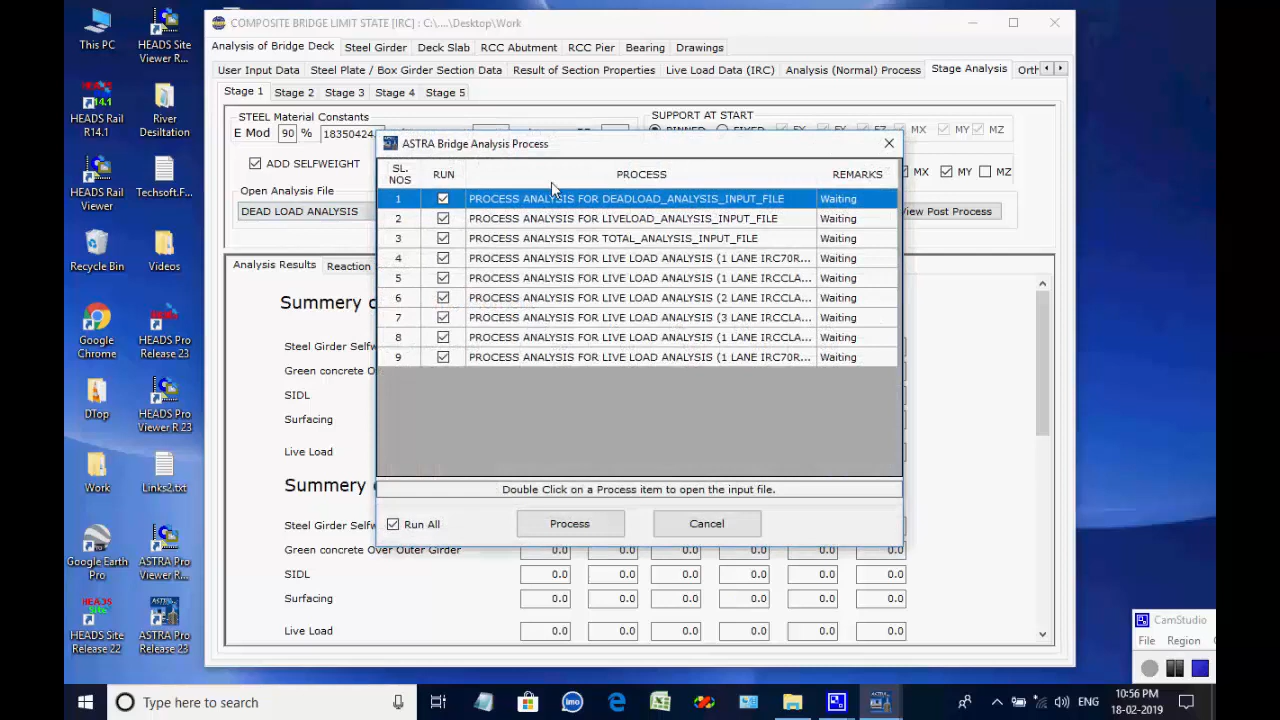 This PC
HEADS Site
Viewer R...
HEADS Rail
R14.1
River
Desiltation
HEADS Rail
Viewer
Techsoft.F...
Recycle Bin
Videos
Google
Chrome
HEADS Pro
Release 23
DTop
HEADS Pro
Viewer R 23
Work
Links2.txt
Google Earth
Pro
ASTRA Pro
Viewer R...
HEADS Site
Release 22
ASTRA Pro
Release 23
COMPOSITE BRIDGE LIMIT STATE [IRC] : C:\....\Desktop\Work
Analysis of Bridge Deck
Steel Girder
Deck Slab
RCC Abutment
RCC Pier
Bearing
Drawings
User Input Data
Steel Plate / Box Girder Section Data
Result of Section Properties
Live Load Data (IRC)
Analysis (Normal) Process
Stage Analysis
Stage 1
Stage 2
Stage 3
Stage 4
Stage 5
STEEL Material Constants
SUPPORT AT START
E Mod
90
%
18350424
MX
MY
MZ
ADD SELFWEIGHT
MX
MY
MZ
Open Analysis File
DEAD LOAD ANALYSIS
View Post Process
Analysis Results
Reaction
ASTRA Bridge Analysis Process
SL.
NOS
RUN
PROCESS
REMARKS
1
PROCESS ANALYSIS FOR DEADLOAD_ANALYSIS_INPUT_FILE
Waiting
2
PROCESS ANALYSIS FOR LIVELOAD_ANALYSIS_INPUT_FILE
Waiting
3
PROCESS ANALYSIS FOR TOTAL_ANALYSIS_INPUT_FILE
Waiting
4
PROCESS ANALYSIS FOR LIVE LOAD ANALYSIS (1 LANE IRC70R...
Waiting
5
PROCESS ANALYSIS FOR LIVE LOAD ANALYSIS (1 LANE IRCCLA...
Waiting
6
PROCESS ANALYSIS FOR LIVE LOAD ANALYSIS (2 LANE IRCCLA...
Waiting
7
PROCESS ANALYSIS FOR LIVE LOAD ANALYSIS (3 LANE IRCCLA...
Waiting
8
PROCESS ANALYSIS FOR LIVE LOAD ANALYSIS (1 LANE IRCCLA...
Waiting
9
PROCESS ANALYSIS FOR LIVE LOAD ANALYSIS (1 LANE IRC70R...
Waiting
Double Click on a Process item to open the input file.
Run All
Process
Cancel
Summery
Steel Girder Selfw
Green concrete
SIDL
Surfacing
Live Load
Summery
Steel Girder Selfw
Green concrete Over Outer Girder
0.0 0.0 0.0 0.0 0.0 0.0
SIDL
0.0 0.0 0.0 0.0 0.0 0.0
Surfacing
0.0 0.0 0.0 0.0 0.0 0.0
Live Load
0.0 0.0 0.0 0.0 0.0 0.0
CamStudio
File
Region
Type here to search
ENG
10:56 PM
18-02-2019